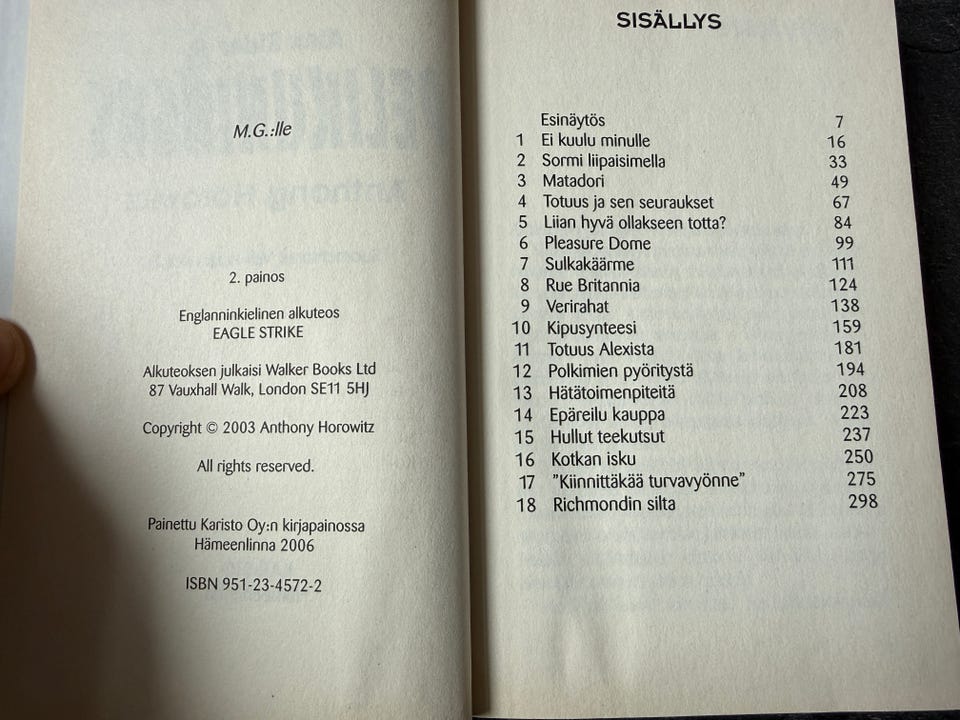 M.G.:lle
2. painos
Englanninkielinen alkuteos
EAGLE STRIKE
Alkuteoksen julkaisi Walker Books Ltd
87 Vauxhall Walk, London SE11 5HJ
Copyright © 2003 Anthony Horowitz
All rights reserved.
Painettu Karisto Oy:n kirjapainossa
Hämeenlinna 2006
ISBN 951-23-4572-2
SISÄLLYS
Esinäytös 7
1 Ei kuulu minulle 16
2 Sormi liipaisimella 33
3 Matadori 49
4 Totuus ja sen seuraukset 67
5 Liian hyvä ollakseen totta? 84
6 Pleasure Dome 99
7 Sulkakäärme 111
8 Rue Britannia 124
9 Verirahat 138
10 Kipusynteesi 159
11 Totuus Alexista 181
12 Polkimien pyöritystä 194
13 Hätätoimenpiteitä 208
14 Epäreilu kauppa 223
15 Hullut teekutsut 237
16 Kotkan isku 250
17 ”Kiinnittäkää turvavyönne” 275
18 Richmondin silta 298